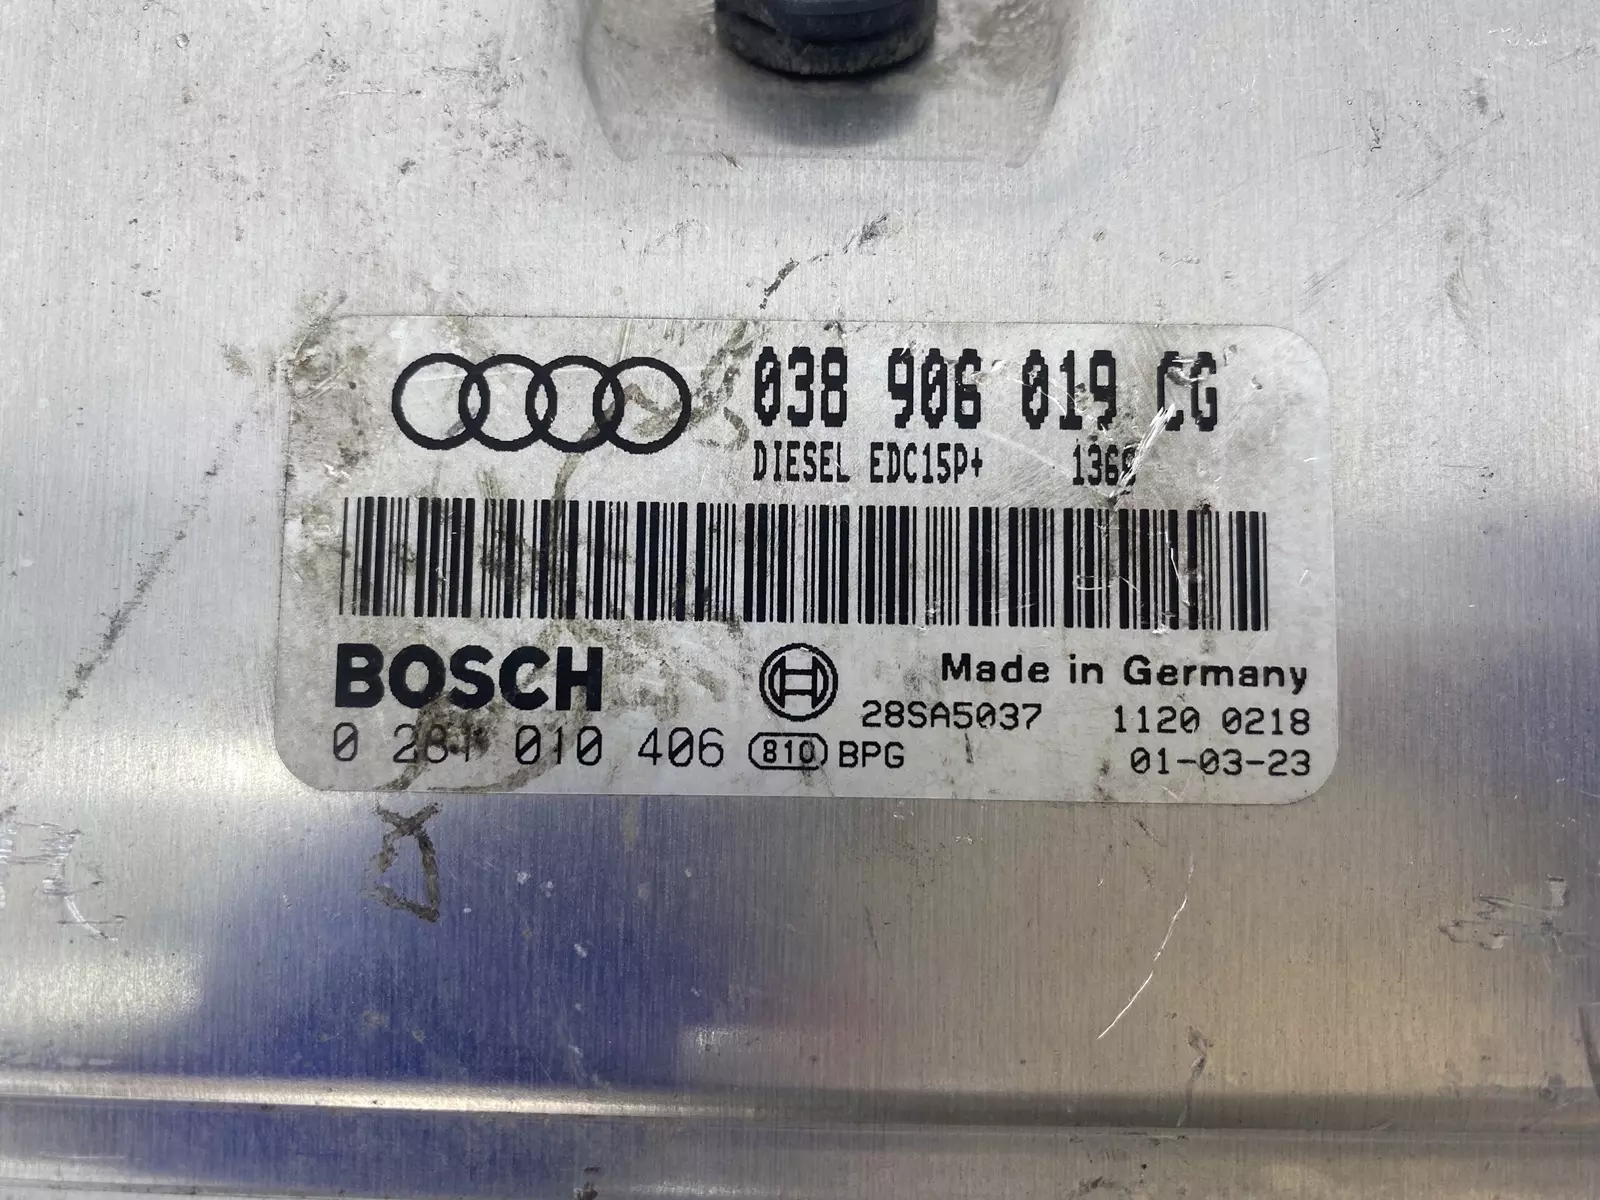 038 906 019 CG
DIESEL EDC15P+ 1369
BOSCH
Made in Germany
28SA5037 1120 0218
0 281 010 406 810 BPG
01-03-23